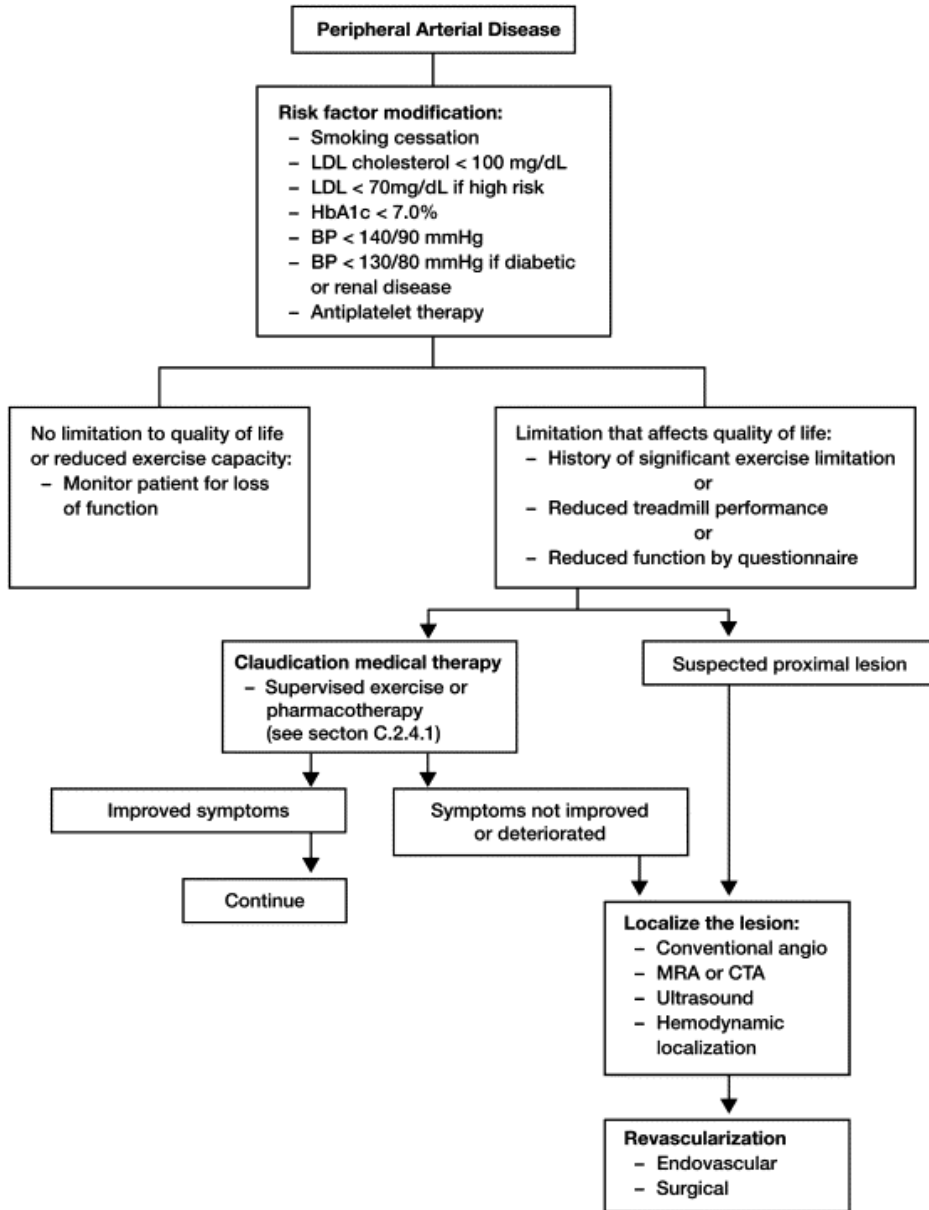 Peripheral Arterial Disease
Risk factor modification:
– Smoking cessation
– LDL cholesterol < 100 mg/dL
– LDL < 70mg/dL if high risk
– HbA1c < 7.0%
– BP < 140/90 mmHg
– BP < 130/80 mmHg if diabetic
or renal disease
– Antiplatelet therapy
No limitation to quality of life
or reduced exercise capacity:
– Monitor patient for loss
of function
Limitation that affects quality of life:
– History of significant exercise limitation
or
– Reduced treadmill performance
or
– Reduced function by questionnaire
Claudication medical therapy
– Supervised exercise or
pharmacotherapy
(see secton C.2.4.1)
Suspected proximal lesion
Improved symptoms
Symptoms not improved
or deteriorated
Continue
Localize the lesion:
– Conventional angio
– MRA or CTA
– Ultrasound
– Hemodynamic
localization
Revascularization
– Endovascular
– Surgical